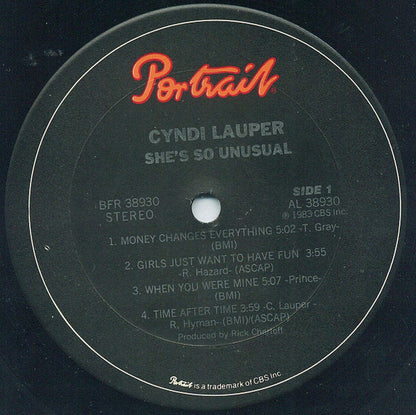 Portrait
CYNDI LAUPER
SHE'S SO UNUSUAL
BFR 38930
STEREO
SIDE 1
AL 38930
℗ 1983 CBS Inc.
1. MONEY CHANGES EVERYTHING 5:02 -T. Gray-
(BMI)
2. GIRLS JUST WANT TO HAVE FUN 3:55
-R. Hazard- (ASCAP)
3. WHEN YOU WERE MINE 5:07 -Prince-
(BMI)
4. TIME AFTER TIME 3:59 -C. Lauper -
R, Hyman- (BMI)/(ASCAP)
Produced by Rick Chertoff
Portrait is a trademark of CBS Inc.